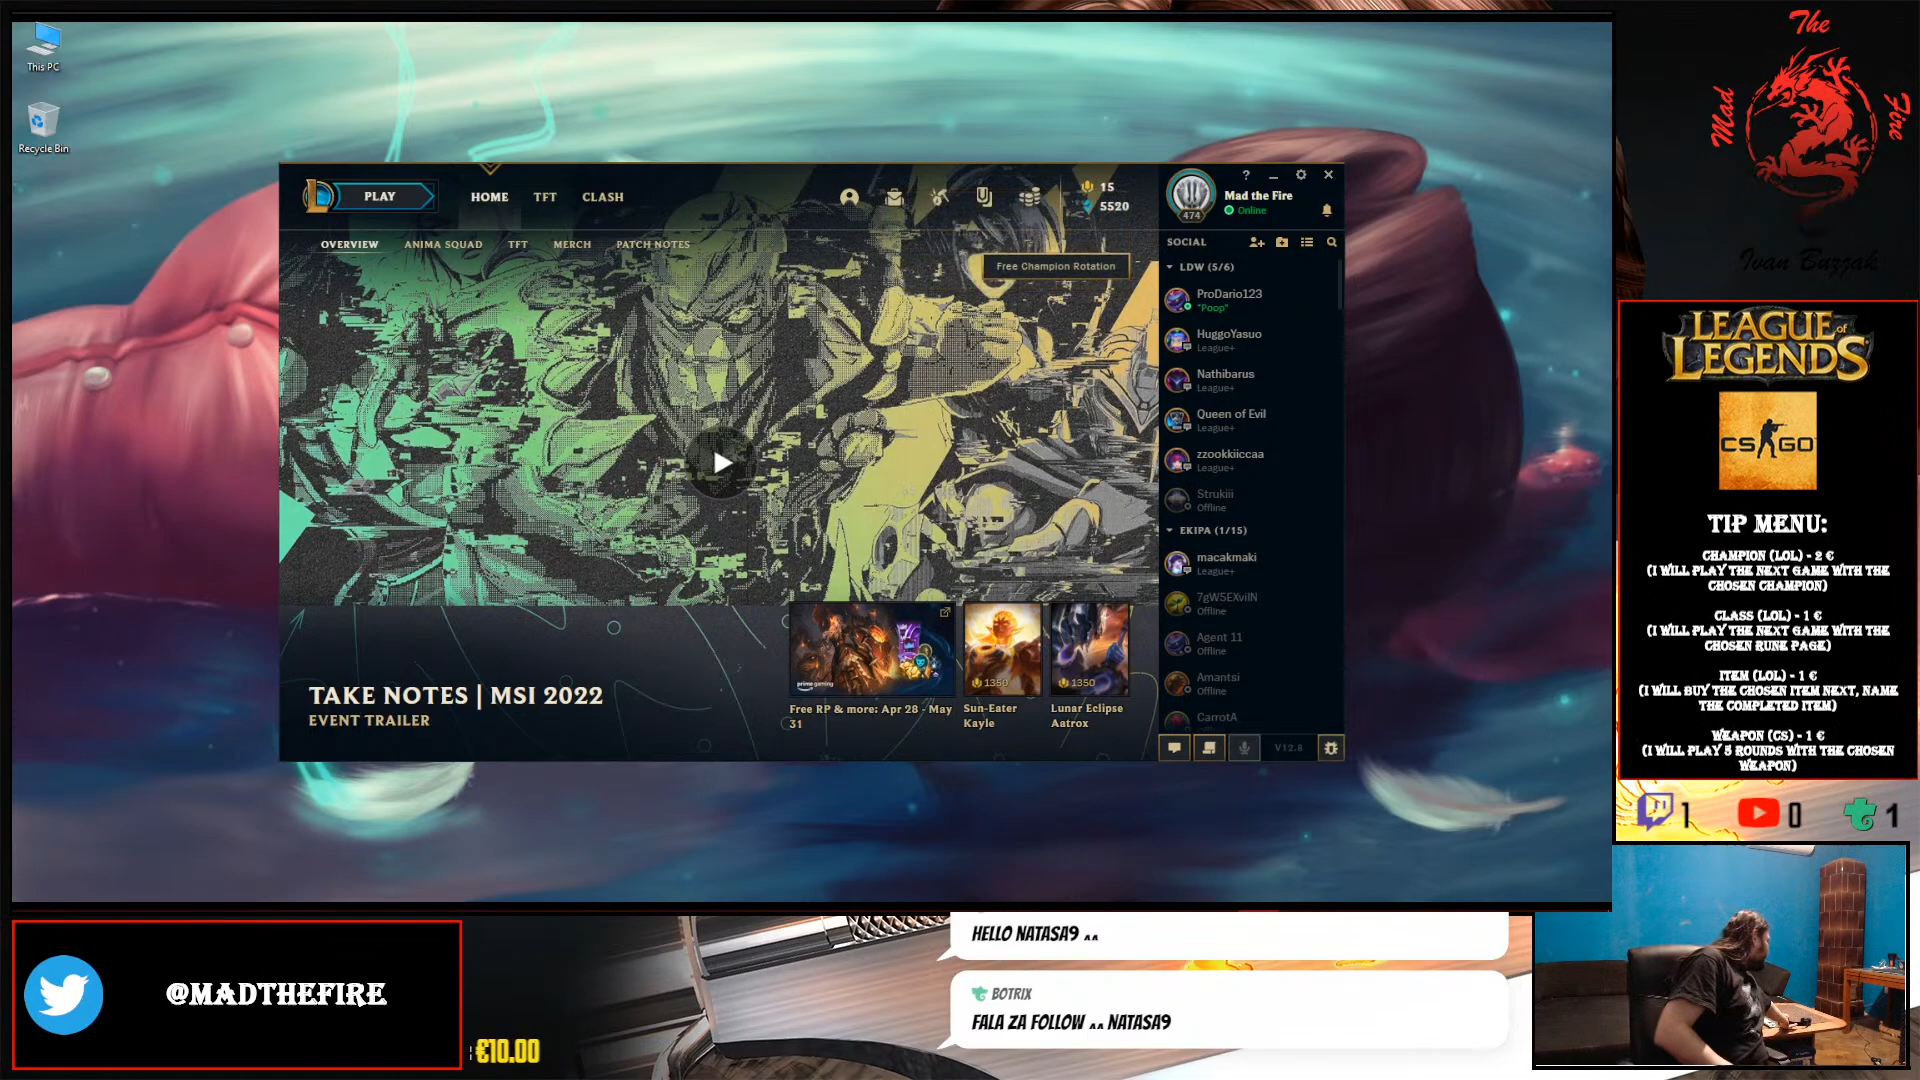 This PC
Recycle Bin
PLAY
HOME
TFT
CLASH
15
5520
OVERVIEW
ANIMA SQUAD
TFT
MERCH
PATCH NOTES
Free Champion Rotation
TAKE NOTES | MSI 2022
EVENT TRAILER
prime gaming
Free RP & more: Apr 28 - May
31
1350
Sun-Eater
Kayle
1350
Lunar Eclipse
Aatrox
?
474
Mad the Fire
Online
SOCIAL
LDW (5/6)
ProDario123
"Poop"
HuggoYasuo
League+
Nathibarus
League+
Queen of Evil
League+
zzookkiiccaa
League+
Strukiii
Offline
EKIPA (1/15)
macakmaki
League+
7gW5EXvilN
Offline
Agent 11
Offline
Amantsi
Offline
CarrotA
V12.8
The
Mad
Fire
Ivan Buzzak
LEAGUE of
LEGENDS
CS GO
TIP MENU:
CHAMPION (LOL) - 2 €
(I WILL PLAY THE NEXT GAME WITH THE
CHOSEN CHAMPION)
CLASS (LOL) - 1 €
(I WILL PLAY THE NEXT GAME WITH THE
CHOSEN RUNE PAGE)
ITEM (LOL) - 1 €
(I WILL BUY THE CHOSEN ITEM NEXT, NAME
THE COMPLETED ITEM)
WEAPON (CS) - 1 €
(I WILL PLAY 5 ROUNDS WITH THE CHOSEN
WEAPON)
1
0
1
@MADTHEFIRE
: €10.00
HELLO NATASA9 ^^
BOTRIX
FALA ZA FOLLOW ^^ NATASA9